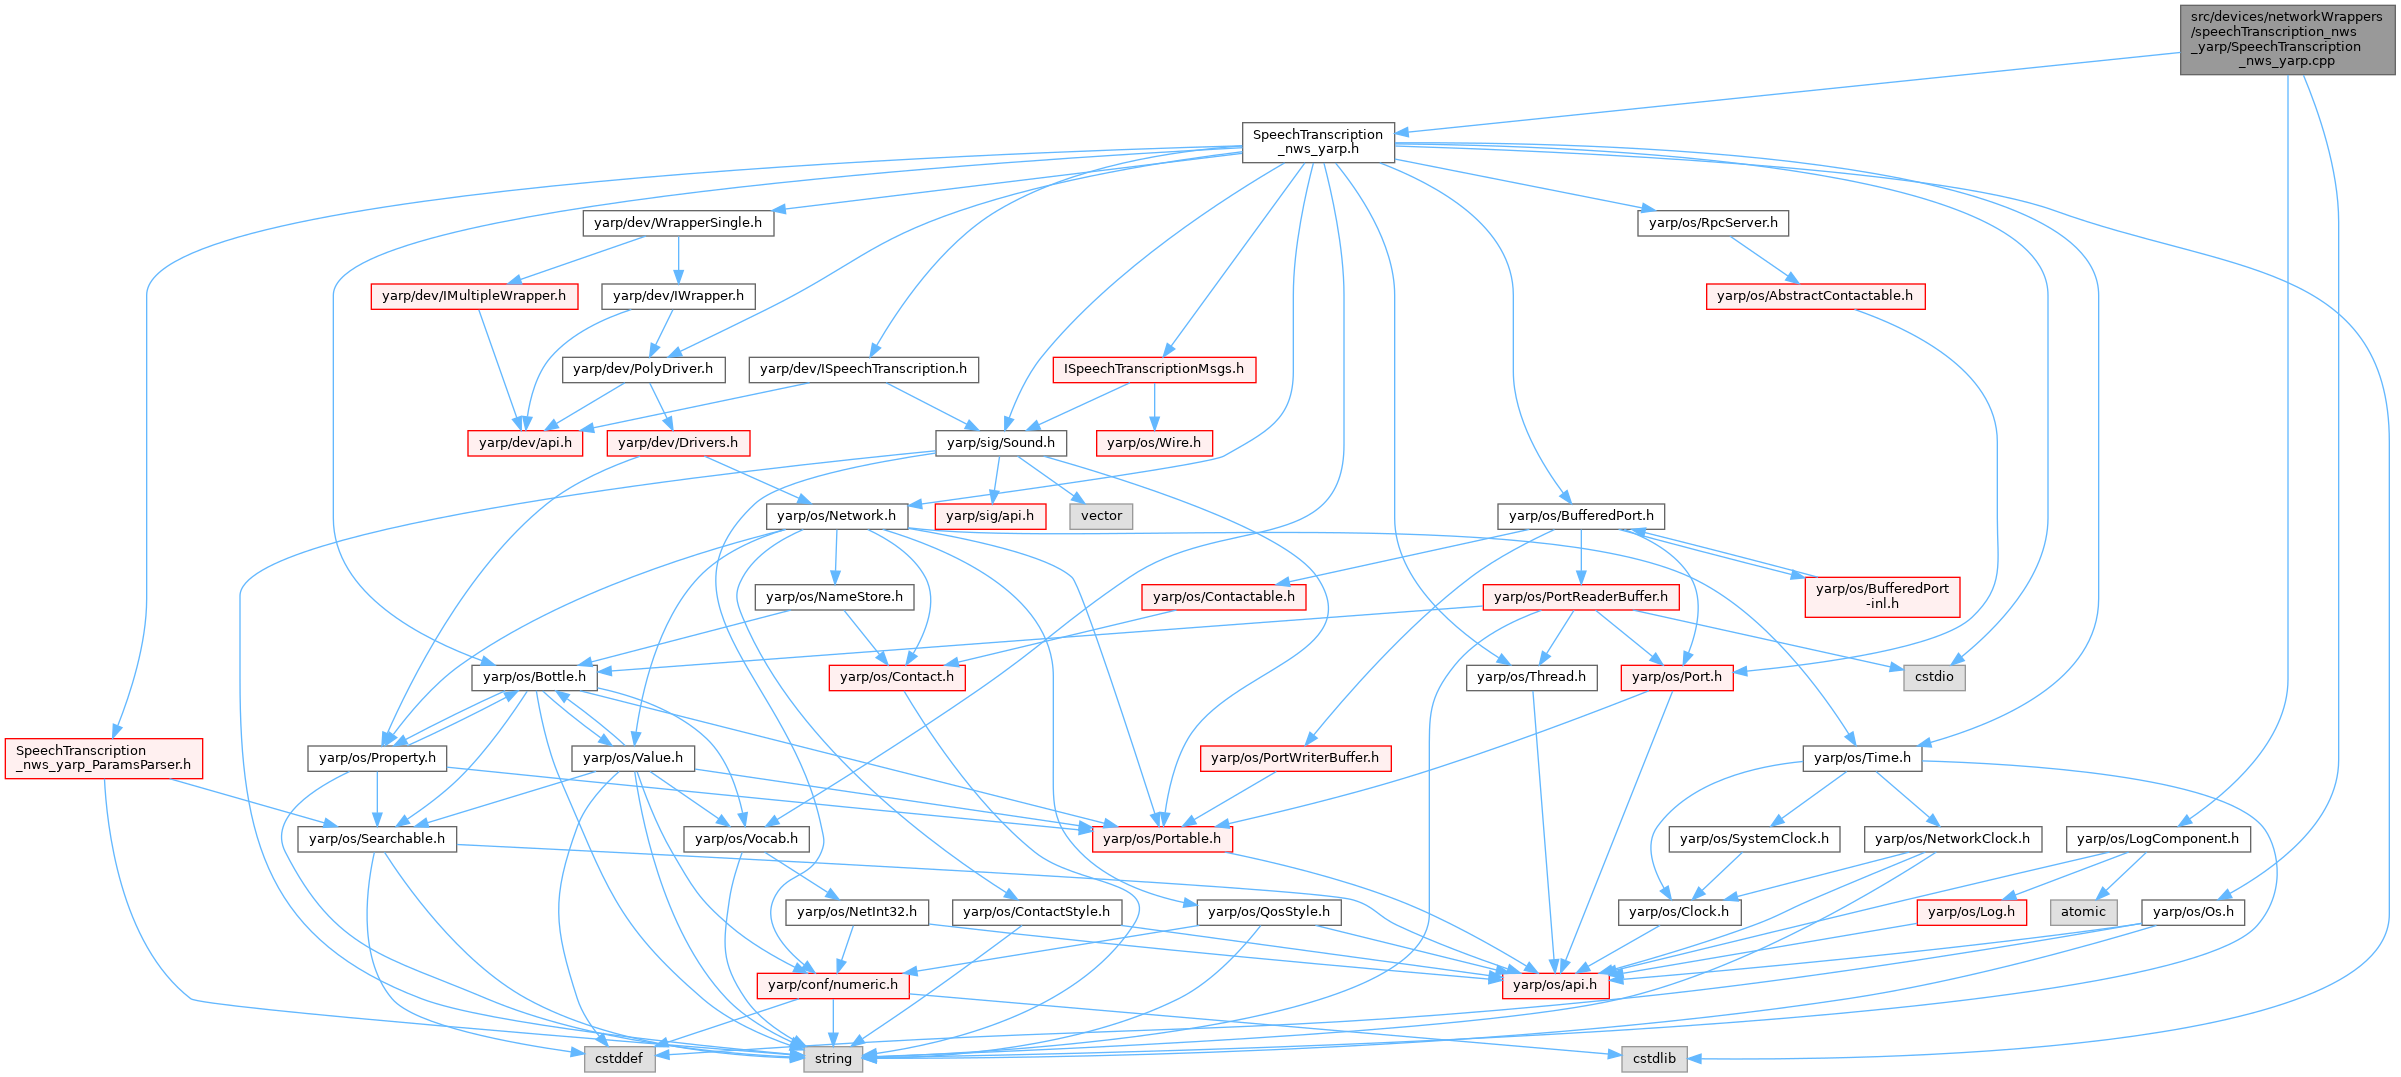 src/devices/networkWrappers
/speechTranscription_nws
_yarp/SpeechTranscription
_nws_yarp.cpp
SpeechTranscription
_nws_yarp.h
yarp/dev/WrapperSingle.h
yarp/os/RpcServer.h
yarp/dev/IMultipleWrapper.h
yarp/dev/IWrapper.h
yarp/os/AbstractContactable.h
yarp/dev/PolyDriver.h
yarp/dev/ISpeechTranscription.h
ISpeechTranscriptionMsgs.h
yarp/dev/api.h
yarp/dev/Drivers.h
yarp/sig/Sound.h
yarp/os/Wire.h
yarp/os/Network.h
yarp/sig/api.h
vector
yarp/os/BufferedPort.h
yarp/os/NameStore.h
yarp/os/Contactable.h
yarp/os/PortReaderBuffer.h
yarp/os/BufferedPort
-inl.h
yarp/os/Bottle.h
yarp/os/Contact.h
yarp/os/Thread.h
yarp/os/Port.h
cstdio
SpeechTranscription
_nws_yarp_ParamsParser.h
yarp/os/Property.h
yarp/os/Value.h
yarp/os/PortWriterBuffer.h
yarp/os/Time.h
yarp/os/Searchable.h
yarp/os/Vocab.h
yarp/os/Portable.h
yarp/os/SystemClock.h
yarp/os/NetworkClock.h
yarp/os/LogComponent.h
yarp/os/NetInt32.h
yarp/os/ContactStyle.h
yarp/os/QosStyle.h
yarp/os/Clock.h
yarp/os/Log.h
atomic
yarp/os/Os.h
yarp/conf/numeric.h
yarp/os/api.h
cstddef
string
cstdlib